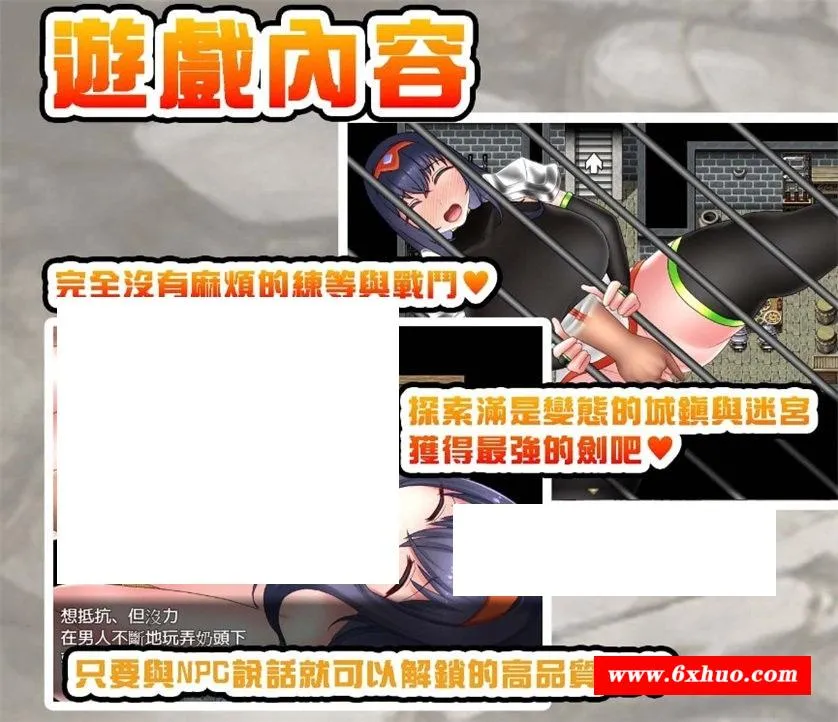 遊戲內容
完全沒有麻煩的練等與戰鬥♥
探索滿是變態的城鎮與迷宮
獲得最強的劍吧♥
想抵抗、但沒力
在男人不斷地玩弄奶頭下
只要與NPC說話就可以解鎖的高品質
www.6xhuo.com